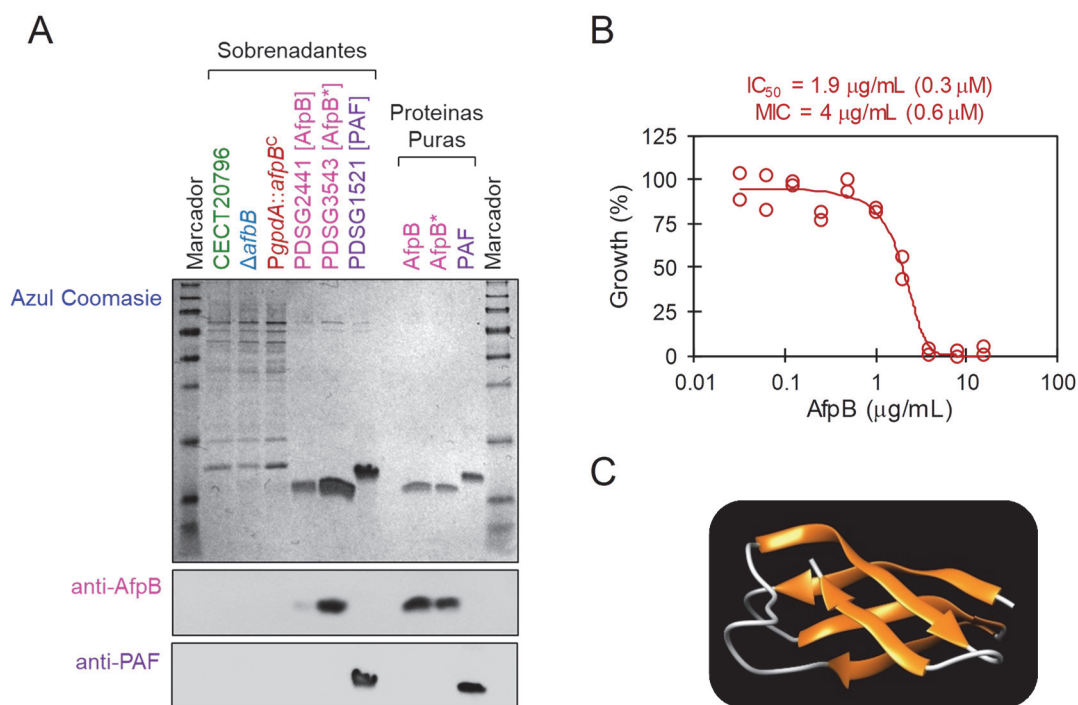 A
Sobrenadantes
Proteinas
Puras
Marcador
CECT20796
ΔafbB
PgpdA::afpBᶜ
PDSG2441 [AfpB]
PDSG3543 [AfpB*]
PDSG1521 [PAF]
AfpB
AfpB*
PAF
Marcador
Azul Coomasie
anti-AfpB
anti-PAF
B
IC₅₀ = 1.9 µg/mL (0.3 µM)
MIC = 4 µg/mL (0.6 µM)
125
100
75
50
25
0
Growth (%)
0.01
0.1
1
10
100
AfpB (µg/mL)
C